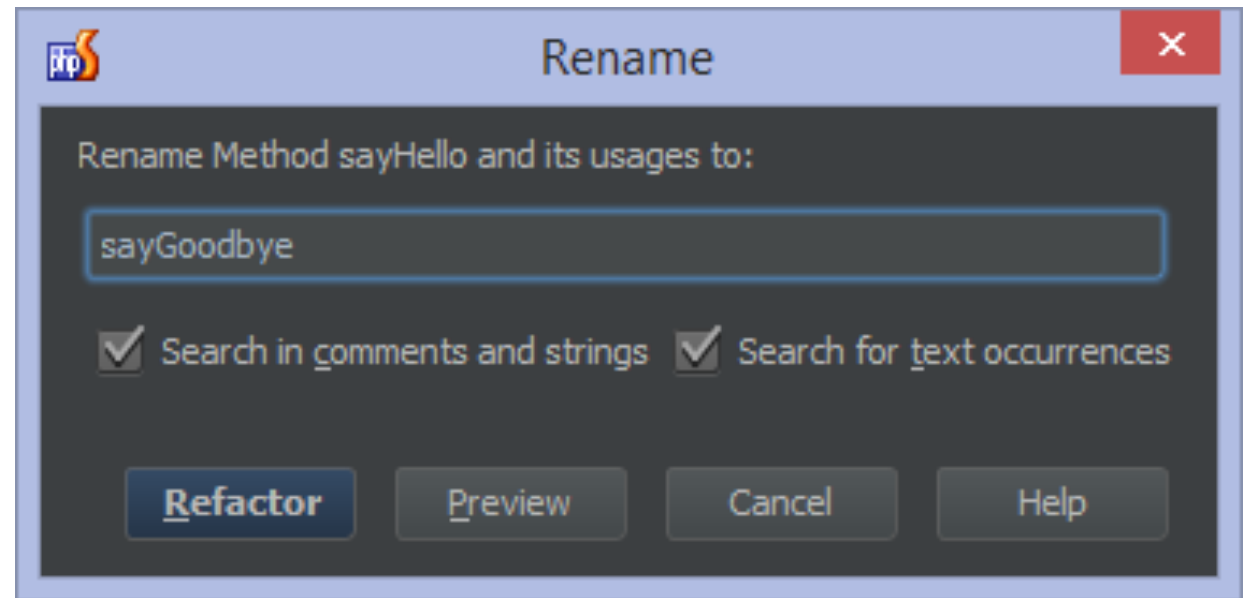 php
Rename
Rename Method sayHello and its usages to:
sayGoodbye
Search in comments and strings Search for text occurrences
Refactor Preview Cancel Help